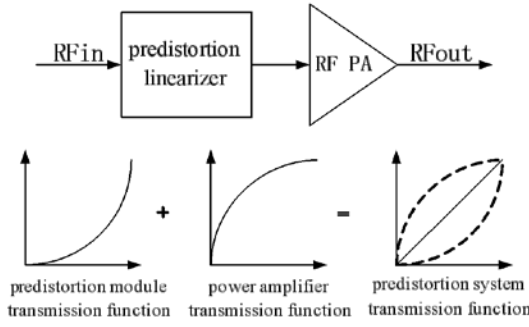 RFin
predistortion
linearizer
RF PA
RFout
+
-
predistortion module
transmission function
power amplifier
transmission function
predistortion system
transmission function